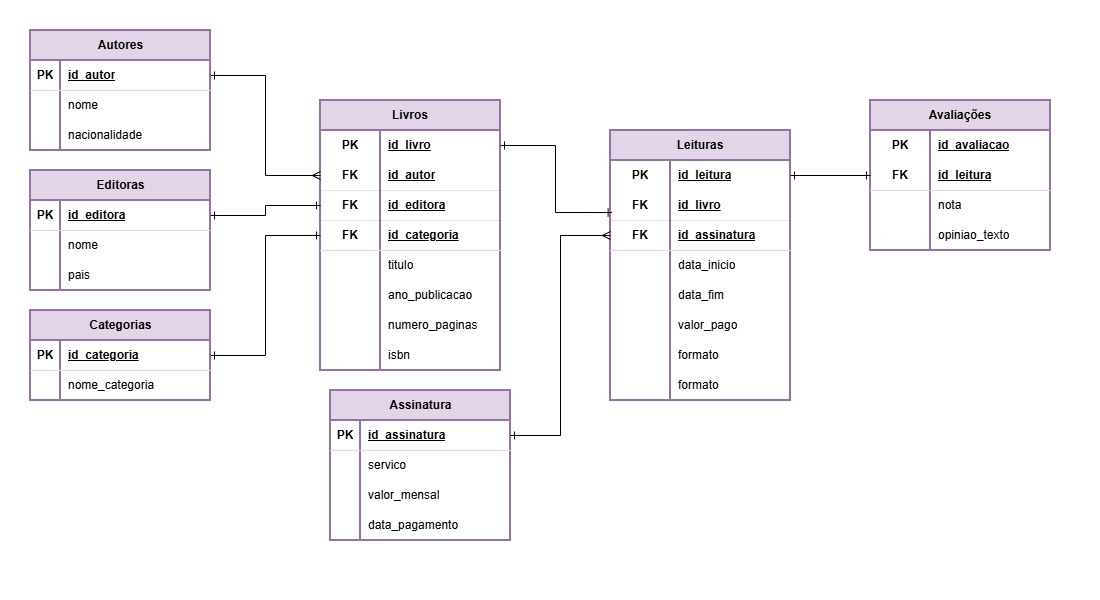 Autores
PK id_autor
nome
nacionalidade
Editoras
PK id_editora
nome
pais
Categorias
PK id_categoria
nome_categoria
Livros
PK id_livro
FK id_autor
FK id_editora
FK id_categoria
titulo
ano_publicacao
numero_paginas
isbn
Assinatura
PK id_assinatura
servico
valor_mensal
data_pagamento
Leituras
PK id_leitura
FK id_livro
FK id_assinatura
data_inicio
data_fim
valor_pago
formato
formato
Avaliações
PK id_avaliacao
FK id_leitura
nota
opiniao_texto